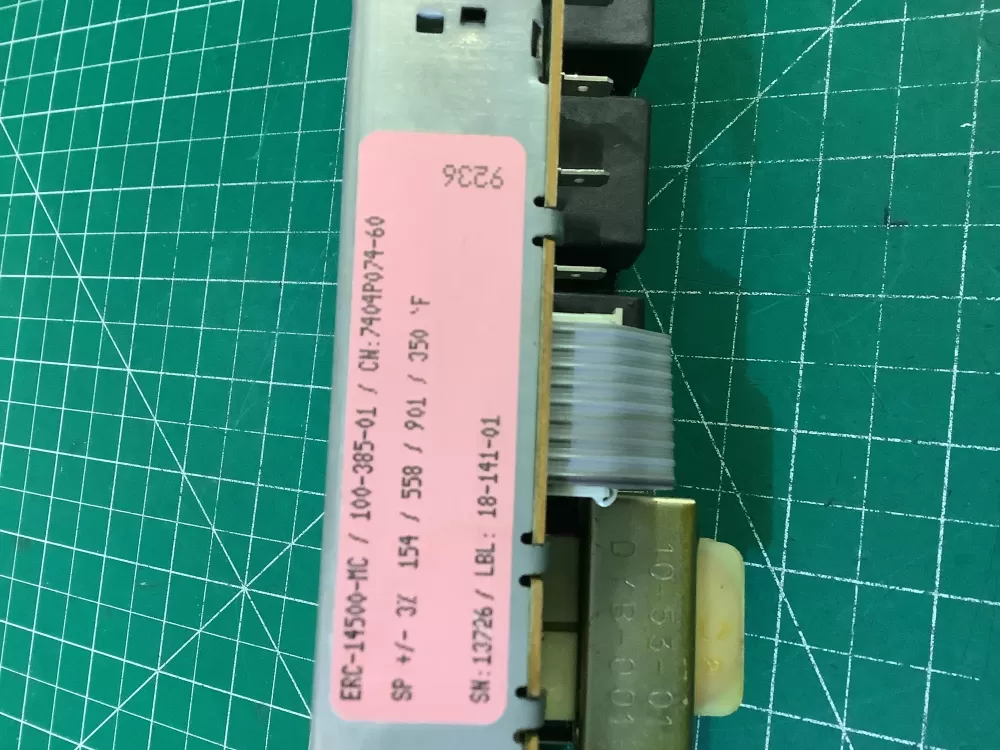 ERC-14500-MC / 100-385-01 / CN:7404P074-60
SP +/- 3% 154 / 558 / 901 / 350 °F
SN:13726 / LBL: 18-141-01
9236
10-53-01
D/B-001